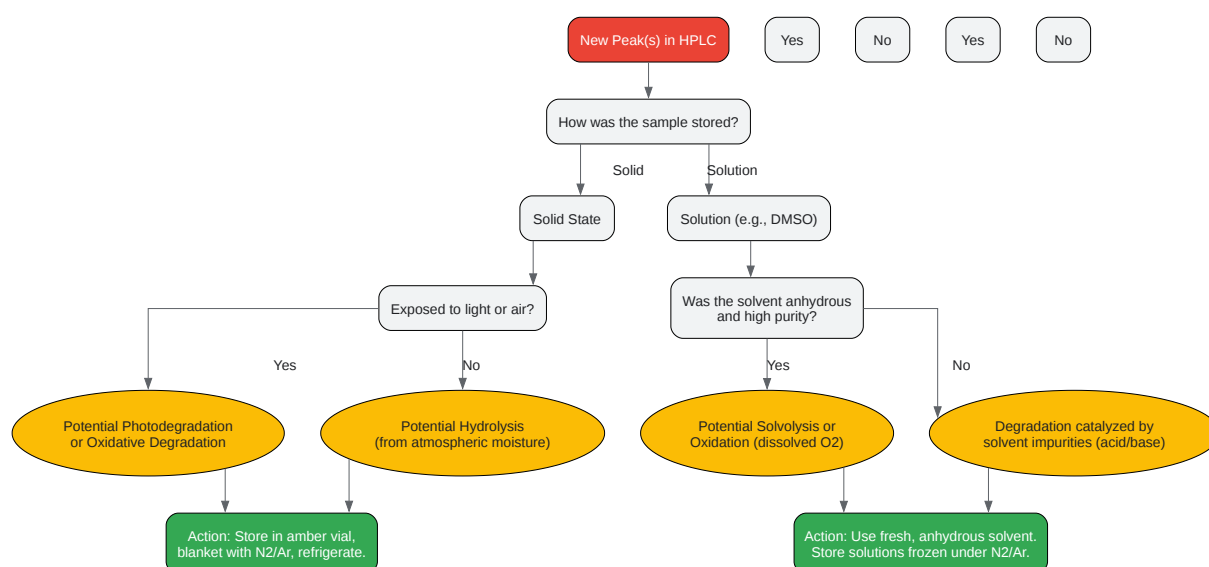 New Peak(s) in HPLC
Yes
No
Yes
No
How was the sample stored?
Solid
Solution
Solid State
Solution (e.g., DMSO)
Exposed to light or air?
Was the solvent anhydrous
and high purity?
Yes
No
Yes
No
Potential Photodegradation
or Oxidative Degradation
Potential Hydrolysis
(from atmospheric moisture)
Potential Solvolysis or
Oxidation (dissolved O2)
Degradation catalyzed by
solvent impurities (acid/base)
Action: Store in amber vial,
blanket with N2/Ar, refrigerate.
Action: Use fresh, anhydrous solvent.
Store solutions frozen under N2/Ar.